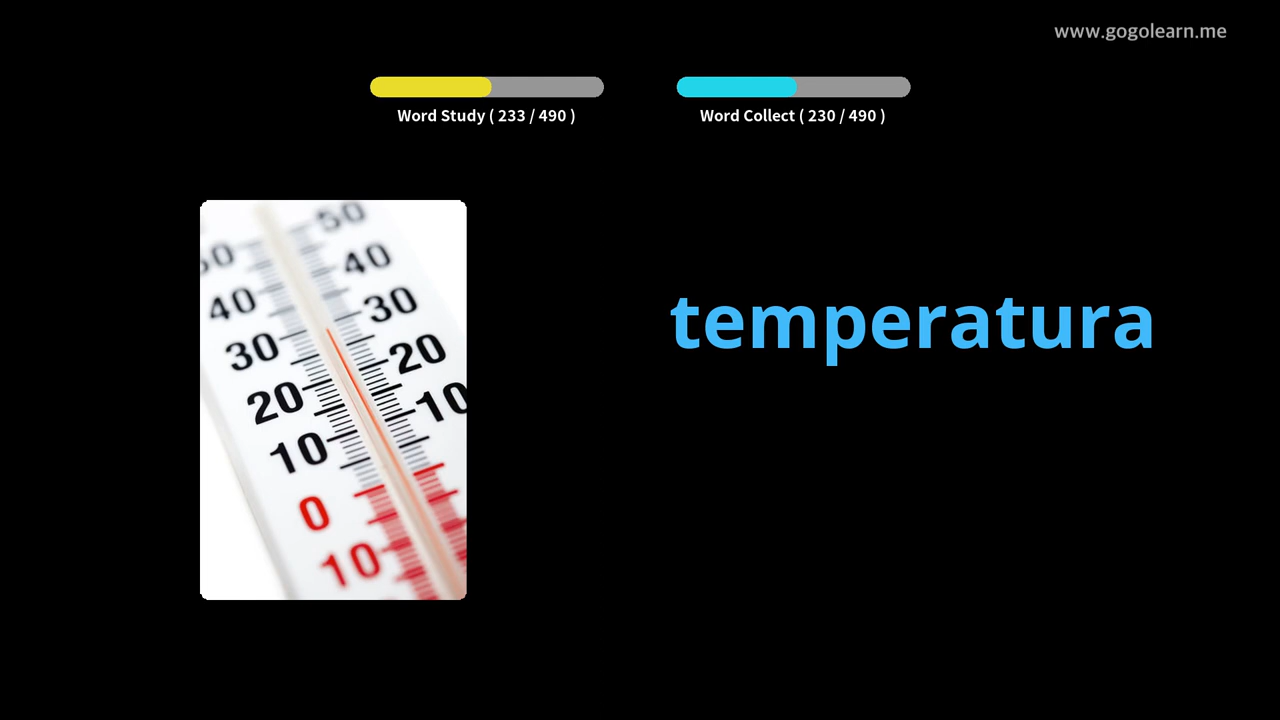 www.gogolearn.me
Word Study ( 233 / 490 )
Word Collect ( 230 / 490 )
temperatura
50
40 40
30 30
20 20
10 10
0
10